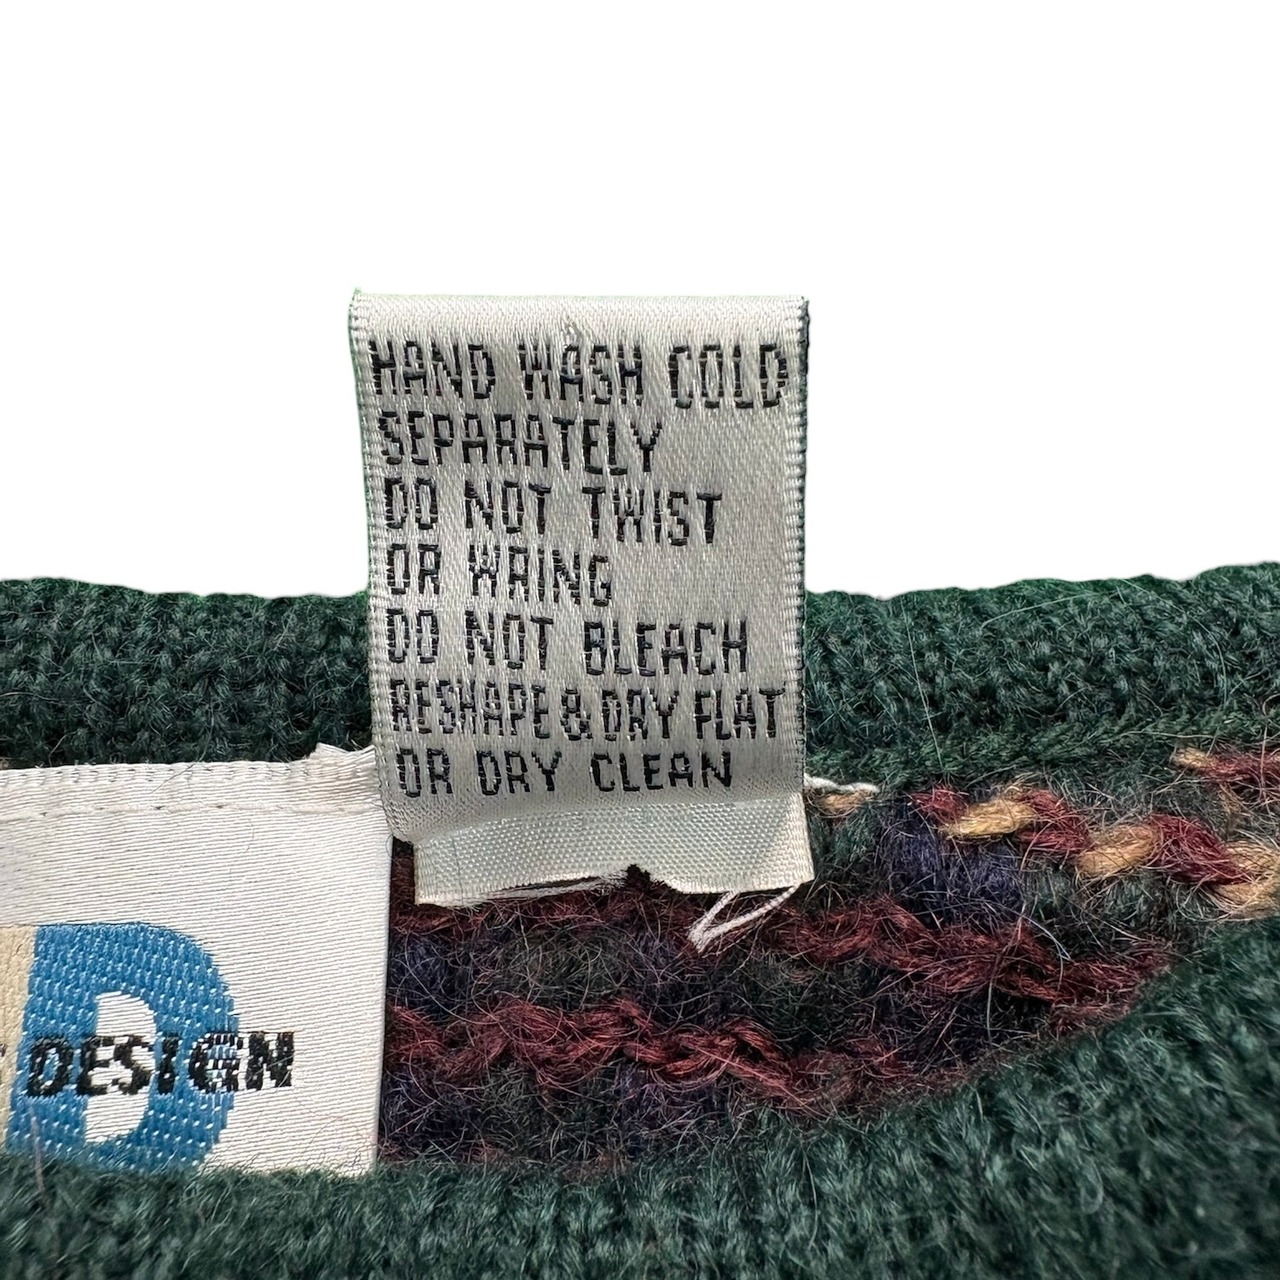 HAND WASH COLD
SEPARATELY
DO NOT TWIST
OR WRING
DO NOT BLEACH
RESHAPE & DRY FLAT
OR DRY CLEAN
D
DESIGN